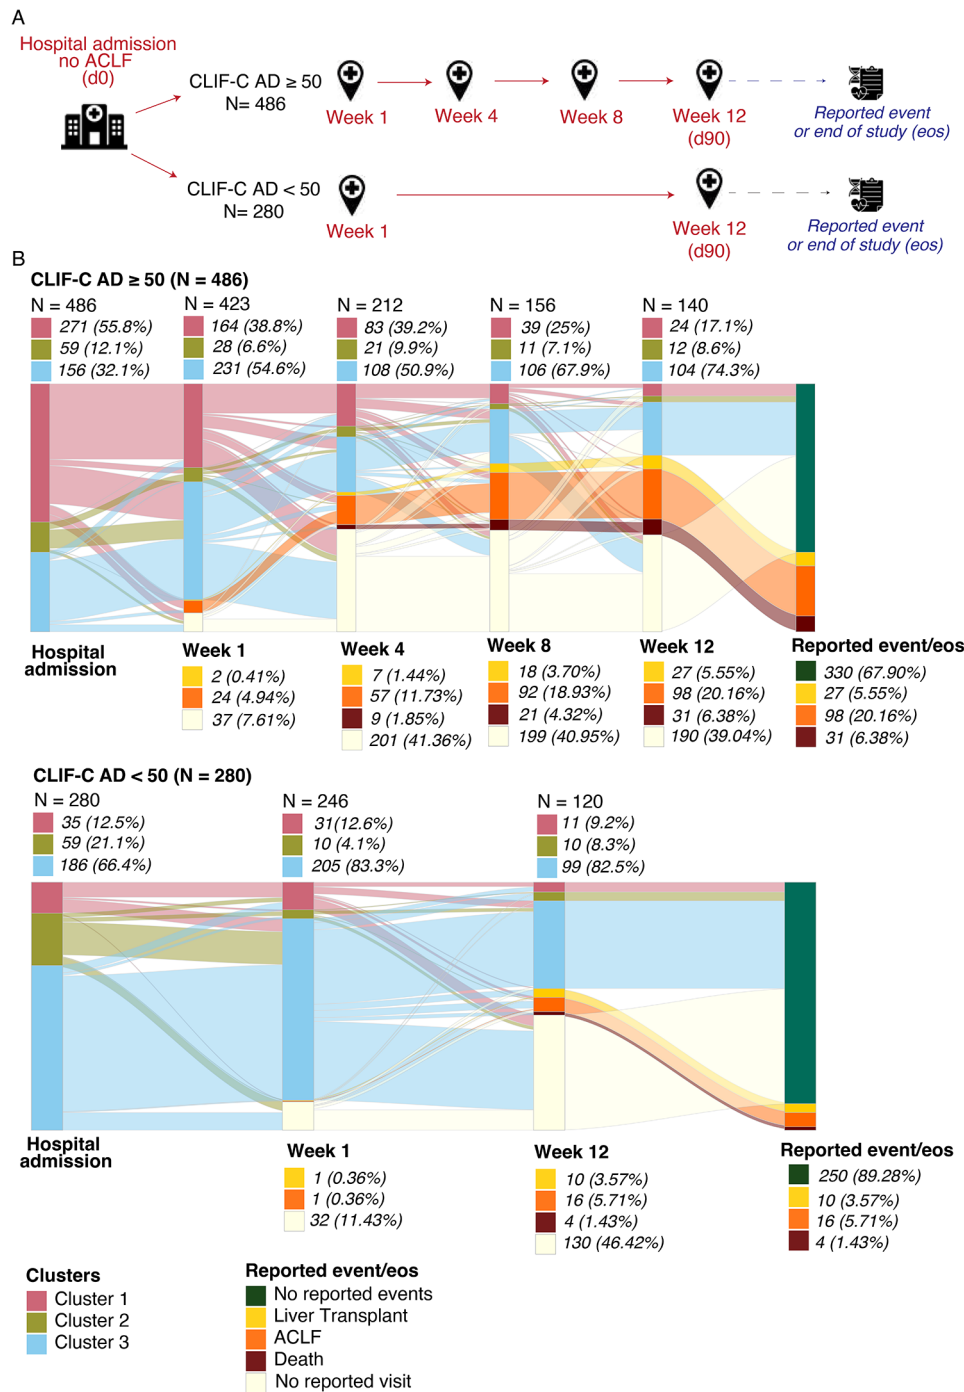 A
Hospital admission
no ACLF
(d0)
CLIF-C AD ≥ 50
N= 486
Week 1
Week 4
Week 8
Week 12
(d90)
Reported event
or end of study (eos)
CLIF-C AD < 50
N= 280
Week 1
Week 12
(d90)
Reported event
or end of study (eos)
B
CLIF-C AD ≥ 50 (N = 486)
N = 486
271 (55.8%)
59 (12.1%)
156 (32.1%)
N = 423
164 (38.8%)
28 (6.6%)
231 (54.6%)
N = 212
83 (39.2%)
21 (9.9%)
108 (50.9%)
N = 156
39 (25%)
11 (7.1%)
106 (67.9%)
N = 140
24 (17.1%)
12 (8.6%)
104 (74.3%)
Hospital
admission
Week 1
2 (0.41%)
24 (4.94%)
37 (7.61%)
Week 4
7 (1.44%)
57 (11.73%)
9 (1.85%)
201 (41.36%)
Week 8
18 (3.70%)
92 (18.93%)
21 (4.32%)
199 (40.95%)
Week 12
27 (5.55%)
98 (20.16%)
31 (6.38%)
190 (39.04%)
Reported event/eos
330 (67.90%)
27 (5.55%)
98 (20.16%)
31 (6.38%)
CLIF-C AD < 50 (N = 280)
N = 280
35 (12.5%)
59 (21.1%)
186 (66.4%)
N = 246
31(12.6%)
10 (4.1%)
205 (83.3%)
N = 120
11 (9.2%)
10 (8.3%)
99 (82.5%)
Hospital
admission
Week 1
1 (0.36%)
1 (0.36%)
32 (11.43%)
Week 12
10 (3.57%)
16 (5.71%)
4 (1.43%)
130 (46.42%)
Reported event/eos
250 (89.28%)
10 (3.57%)
16 (5.71%)
4 (1.43%)
Clusters
Cluster 1
Cluster 2
Cluster 3
Reported event/eos
No reported events
Liver Transplant
ACLF
Death
No reported visit